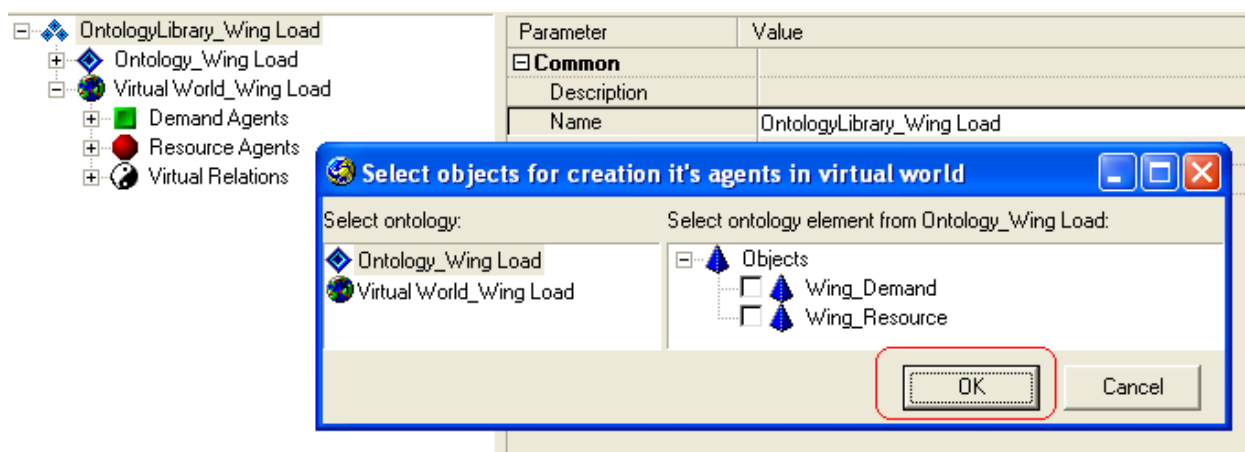 OntologyLibrary_Wing Load
Ontology_Wing Load
Virtual World_Wing Load
Demand Agents
Resource Agents
Virtual Relations
Parameter Value
Common
Description
Name OntologyLibrary_Wing Load
Select objects for creation it's agents in virtual world
Select ontology:
Ontology_Wing Load
Virtual World_Wing Load
Select ontology element from Ontology_Wing Load:
Objects
Wing_Demand
Wing_Resource
OK Cancel